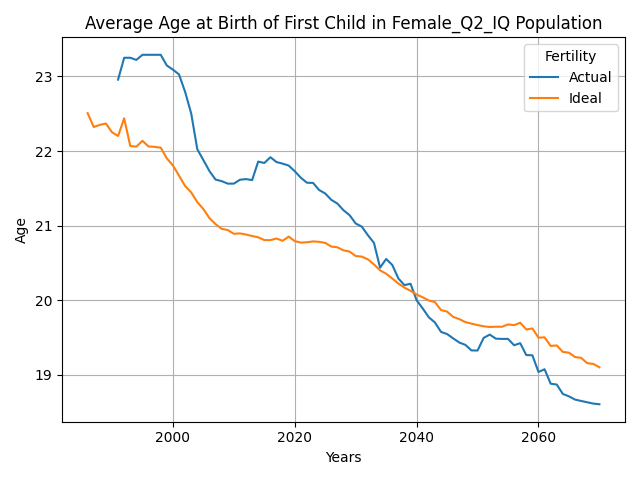 Average Age at Birth of First Child in Female_Q2_IQ Population
Fertility
Actual
Ideal
23
22
21
20
19
Age
2000
2020
2040
2060
Years